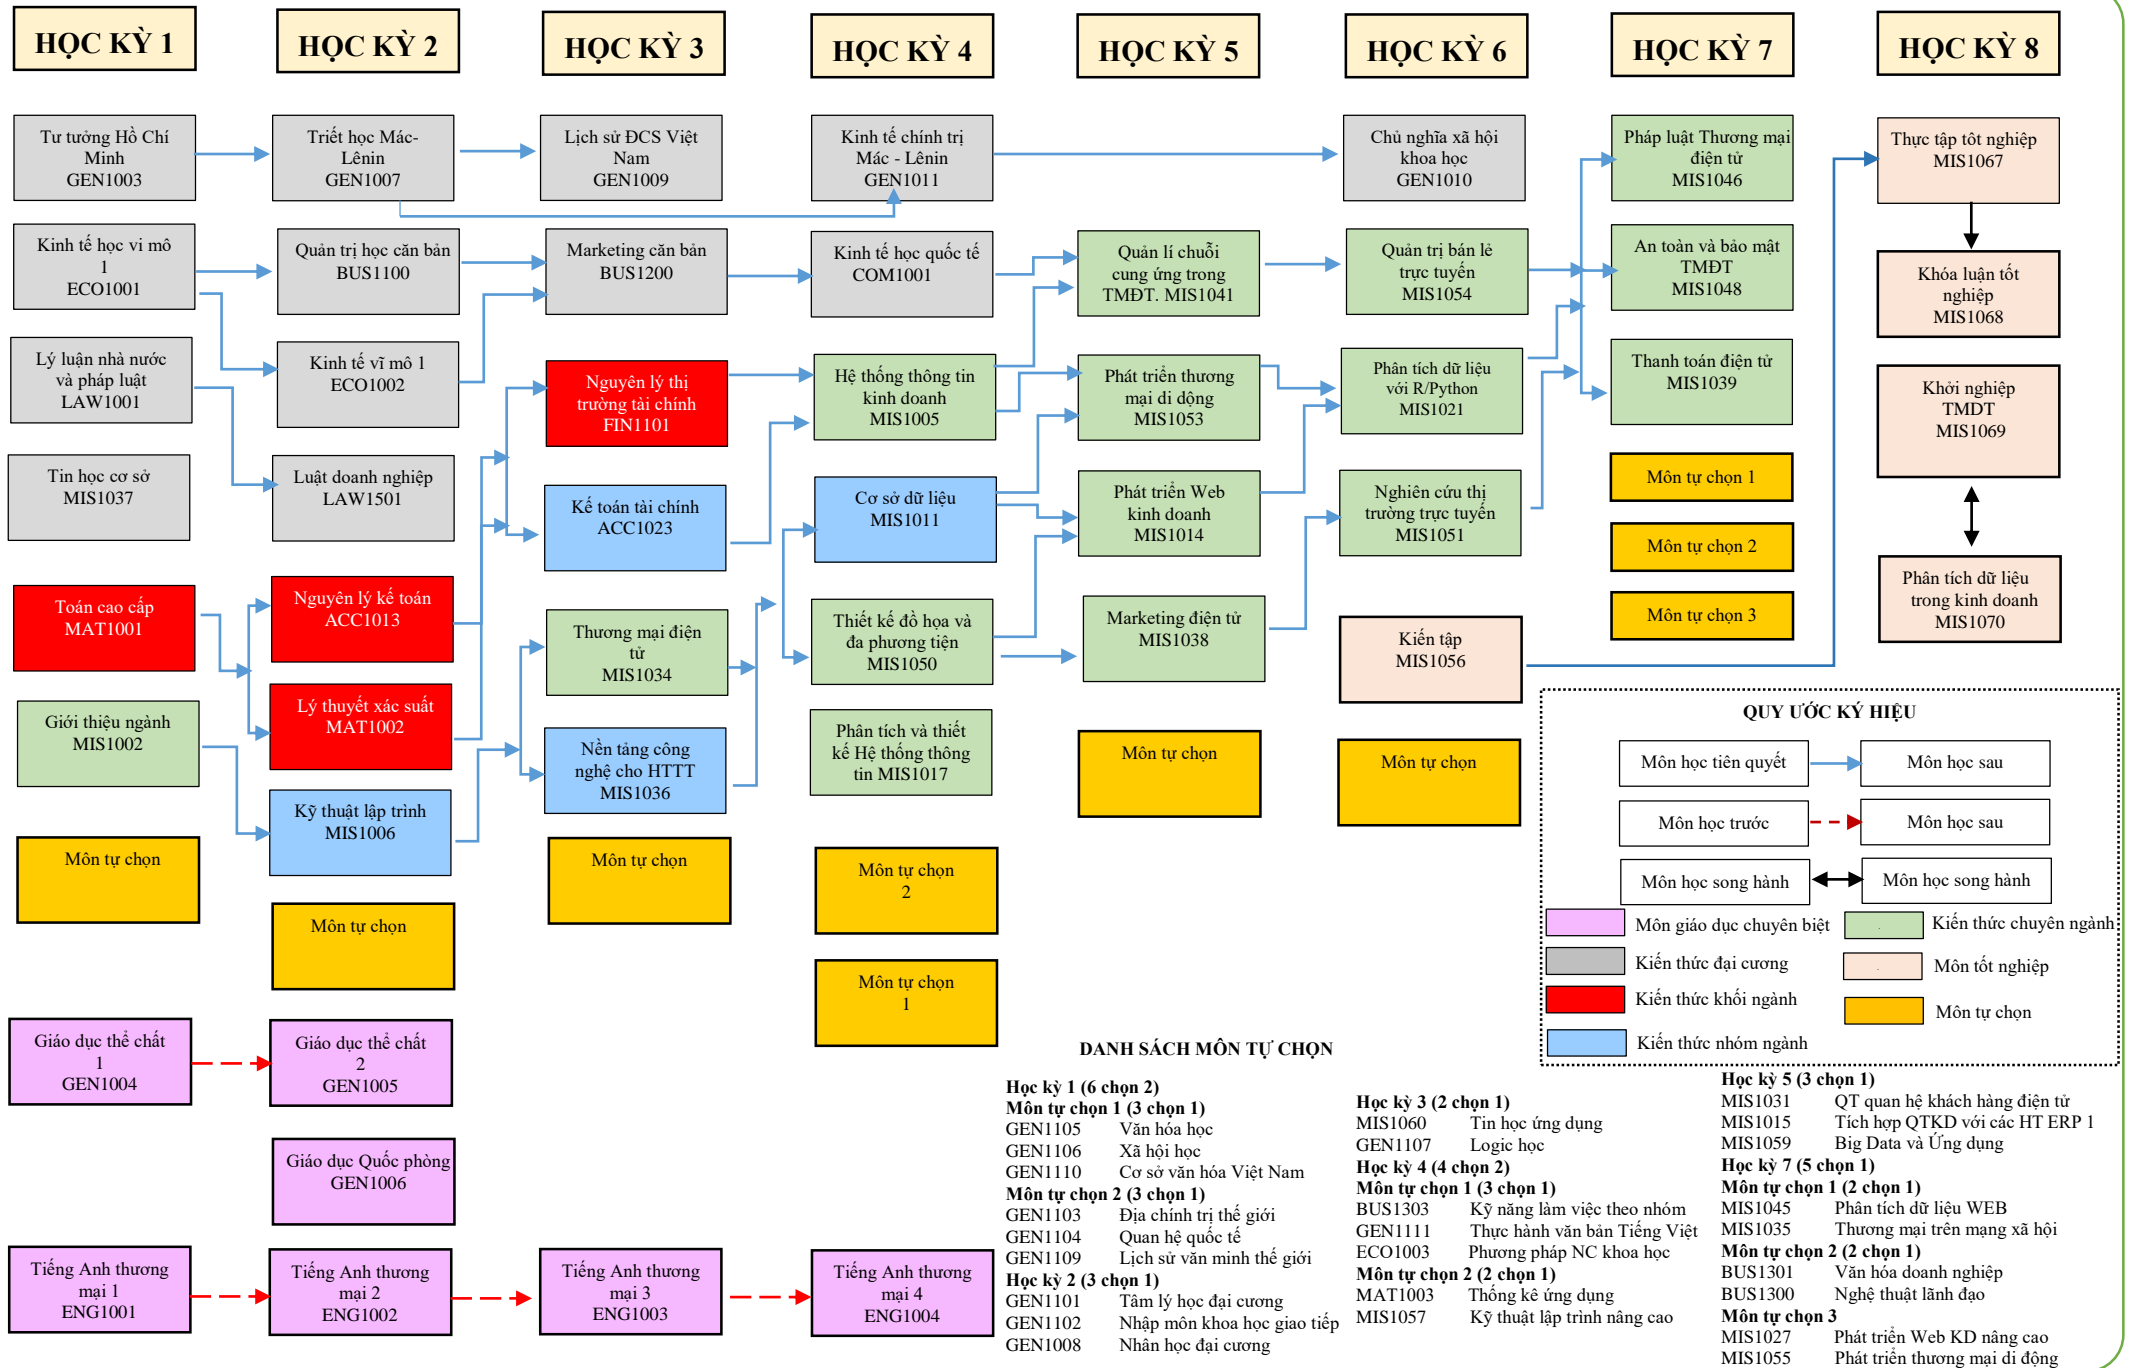 HỌC KỲ 1
HỌC KỲ 2
HỌC KỲ 3
HỌC KỲ 4
HỌC KỲ 5
HỌC KỲ 6
HỌC KỲ 7
HỌC KỲ 8
Tư tưởng Hồ Chí
Minh
GEN1003
Triết học Mác-
Lênin
GEN1007
Lịch sử ĐCS Việt
Nam
GEN1009
Kinh tế chính trị
Mác - Lênin
GEN1011
Chủ nghĩa xã hội
khoa học
GEN1010
Pháp luật Thương mại
điện tử
MIS1046
Thực tập tốt nghiệp
MIS1067
Kinh tế học vi mô
1
ECO1001
Quản trị học căn bản
BUS1100
Marketing căn bản
BUS1200
Kinh tế học quốc tế
COM1001
Quản lí chuỗi
cung ứng trong
TMĐT. MIS1041
Quản trị bán lẻ
trực tuyến
MIS1054
An toàn và bảo mật
TMĐT
MIS1048
Khóa luận tốt
nghiệp
MIS1068
Lý luận nhà nước
và pháp luật
LAW1001
Kinh tế vĩ mô 1
ECO1002
Nguyên lý thị
trường tài chính
FIN1101
Hệ thống thông tin
kinh doanh
MIS1005
Phát triển thương
mại di động
MIS1053
Phân tích dữ liệu
với R/Python
MIS1021
Thanh toán điện tử
MIS1039
Khởi nghiệp
TMDT
MIS1069
Tin học cơ sở
MIS1037
Luật doanh nghiệp
LAW1501
Kế toán tài chính
ACC1023
Cơ sở dữ liệu
MIS1011
Phát triển Web
kinh doanh
MIS1014
Nghiên cứu thị
trường trực tuyến
MIS1051
Môn tự chọn 1
Môn tự chọn 2
Môn tự chọn 3
Phân tích dữ liệu
trong kinh doanh
MIS1070
Toán cao cấp
MAT1001
Nguyên lý kế toán
ACC1013
Thương mại điện
tử
MIS1034
Thiết kế đồ họa và
đa phương tiện
MIS1050
Marketing điện tử
MIS1038
Kiến tập
MIS1056
Giới thiệu ngành
MIS1002
Lý thuyết xác suất
MAT1002
Nền tảng công
nghệ cho HTTT
MIS1036
Phân tích và thiết
kế Hệ thống thông
tin MIS1017
Môn tự chọn
Môn tự chọn
Kỹ thuật lập trình
MIS1006
Môn tự chọn
Môn tự chọn
Môn tự chọn
Môn tự chọn
2
Môn tự chọn
1
Giáo dục thể chất
1
GEN1004
Giáo dục thể chất
2
GEN1005
Giáo dục Quốc phòng
GEN1006
Tiếng Anh thương
mại 1
ENG1001
Tiếng Anh thương
mại 2
ENG1002
Tiếng Anh thương
mại 3
ENG1003
Tiếng Anh thương
mại 4
ENG1004
QUY ƯỚC KÝ HIỆU
Môn học tiên quyết
Môn học sau
Môn học trước
Môn học sau
Môn học song hành
Môn học song hành
Môn giáo dục chuyên biệt
Kiến thức chuyên ngành
Kiến thức đại cương
Môn tốt nghiệp
Kiến thức khối ngành
Môn tự chọn
Kiến thức nhóm ngành
DANH SÁCH MÔN TỰ CHỌN
Học kỳ 1 (6 chọn 2)
Môn tự chọn 1 (3 chọn 1)
GEN1105 Văn hóa học
GEN1106 Xã hội học
GEN1110 Cơ sở văn hóa Việt Nam
Môn tự chọn 2 (3 chọn 1)
GEN1103 Địa chính trị thế giới
GEN1104 Quan hệ quốc tế
GEN1109 Lịch sử văn minh thế giới
Học kỳ 2 (3 chọn 1)
GEN1101 Tâm lý học đại cương
GEN1102 Nhập môn khoa học giao tiếp
GEN1008 Nhân học đại cương
Học kỳ 3 (2 chọn 1)
MIS1060 Tin học ứng dụng
GEN1107 Logic học
Học kỳ 4 (4 chọn 2)
Môn tự chọn 1 (3 chọn 1)
BUS1303 Kỹ năng làm việc theo nhóm
GEN1111 Thực hành văn bản Tiếng Việt
ECO1003 Phương pháp NC khoa học
Môn tự chọn 2 (2 chọn 1)
MAT1003 Thống kê ứng dụng
MIS1057 Kỹ thuật lập trình nâng cao
Học kỳ 5 (3 chọn 1)
MIS1031 QT quan hệ khách hàng điện tử
MIS1015 Tích hợp QTKD với các HT ERP 1
MIS1059 Big Data và Ứng dụng
Học kỳ 7 (5 chọn 1)
Môn tự chọn 1 (2 chọn 1)
MIS1045 Phân tích dữ liệu WEB
MIS1035 Thương mại trên mạng xã hội
Môn tự chọn 2 (2 chọn 1)
BUS1301 Văn hóa doanh nghiệp
BUS1300 Nghệ thuật lãnh đạo
Môn tự chọn 3
MIS1027 Phát triển Web KD nâng cao
MIS1055 Phát triển thương mại di động